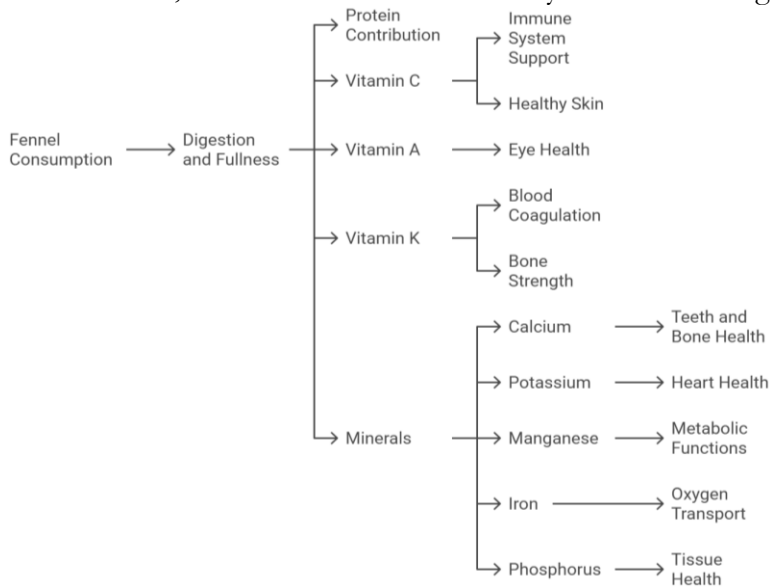 Fennel
Consumption
Digestion
and Fullness
Protein
Contribution
Vitamin C
Immune
System
Support
Healthy Skin
Vitamin A
Eye Health
Vitamin K
Blood
Coagulation
Bone
Strength
Minerals
Calcium
Teeth and
Bone Health
Potassium
Heart Health
Manganese
Metabolic
Functions
Iron
Oxygen
Transport
Phosphorus
Tissue
Health